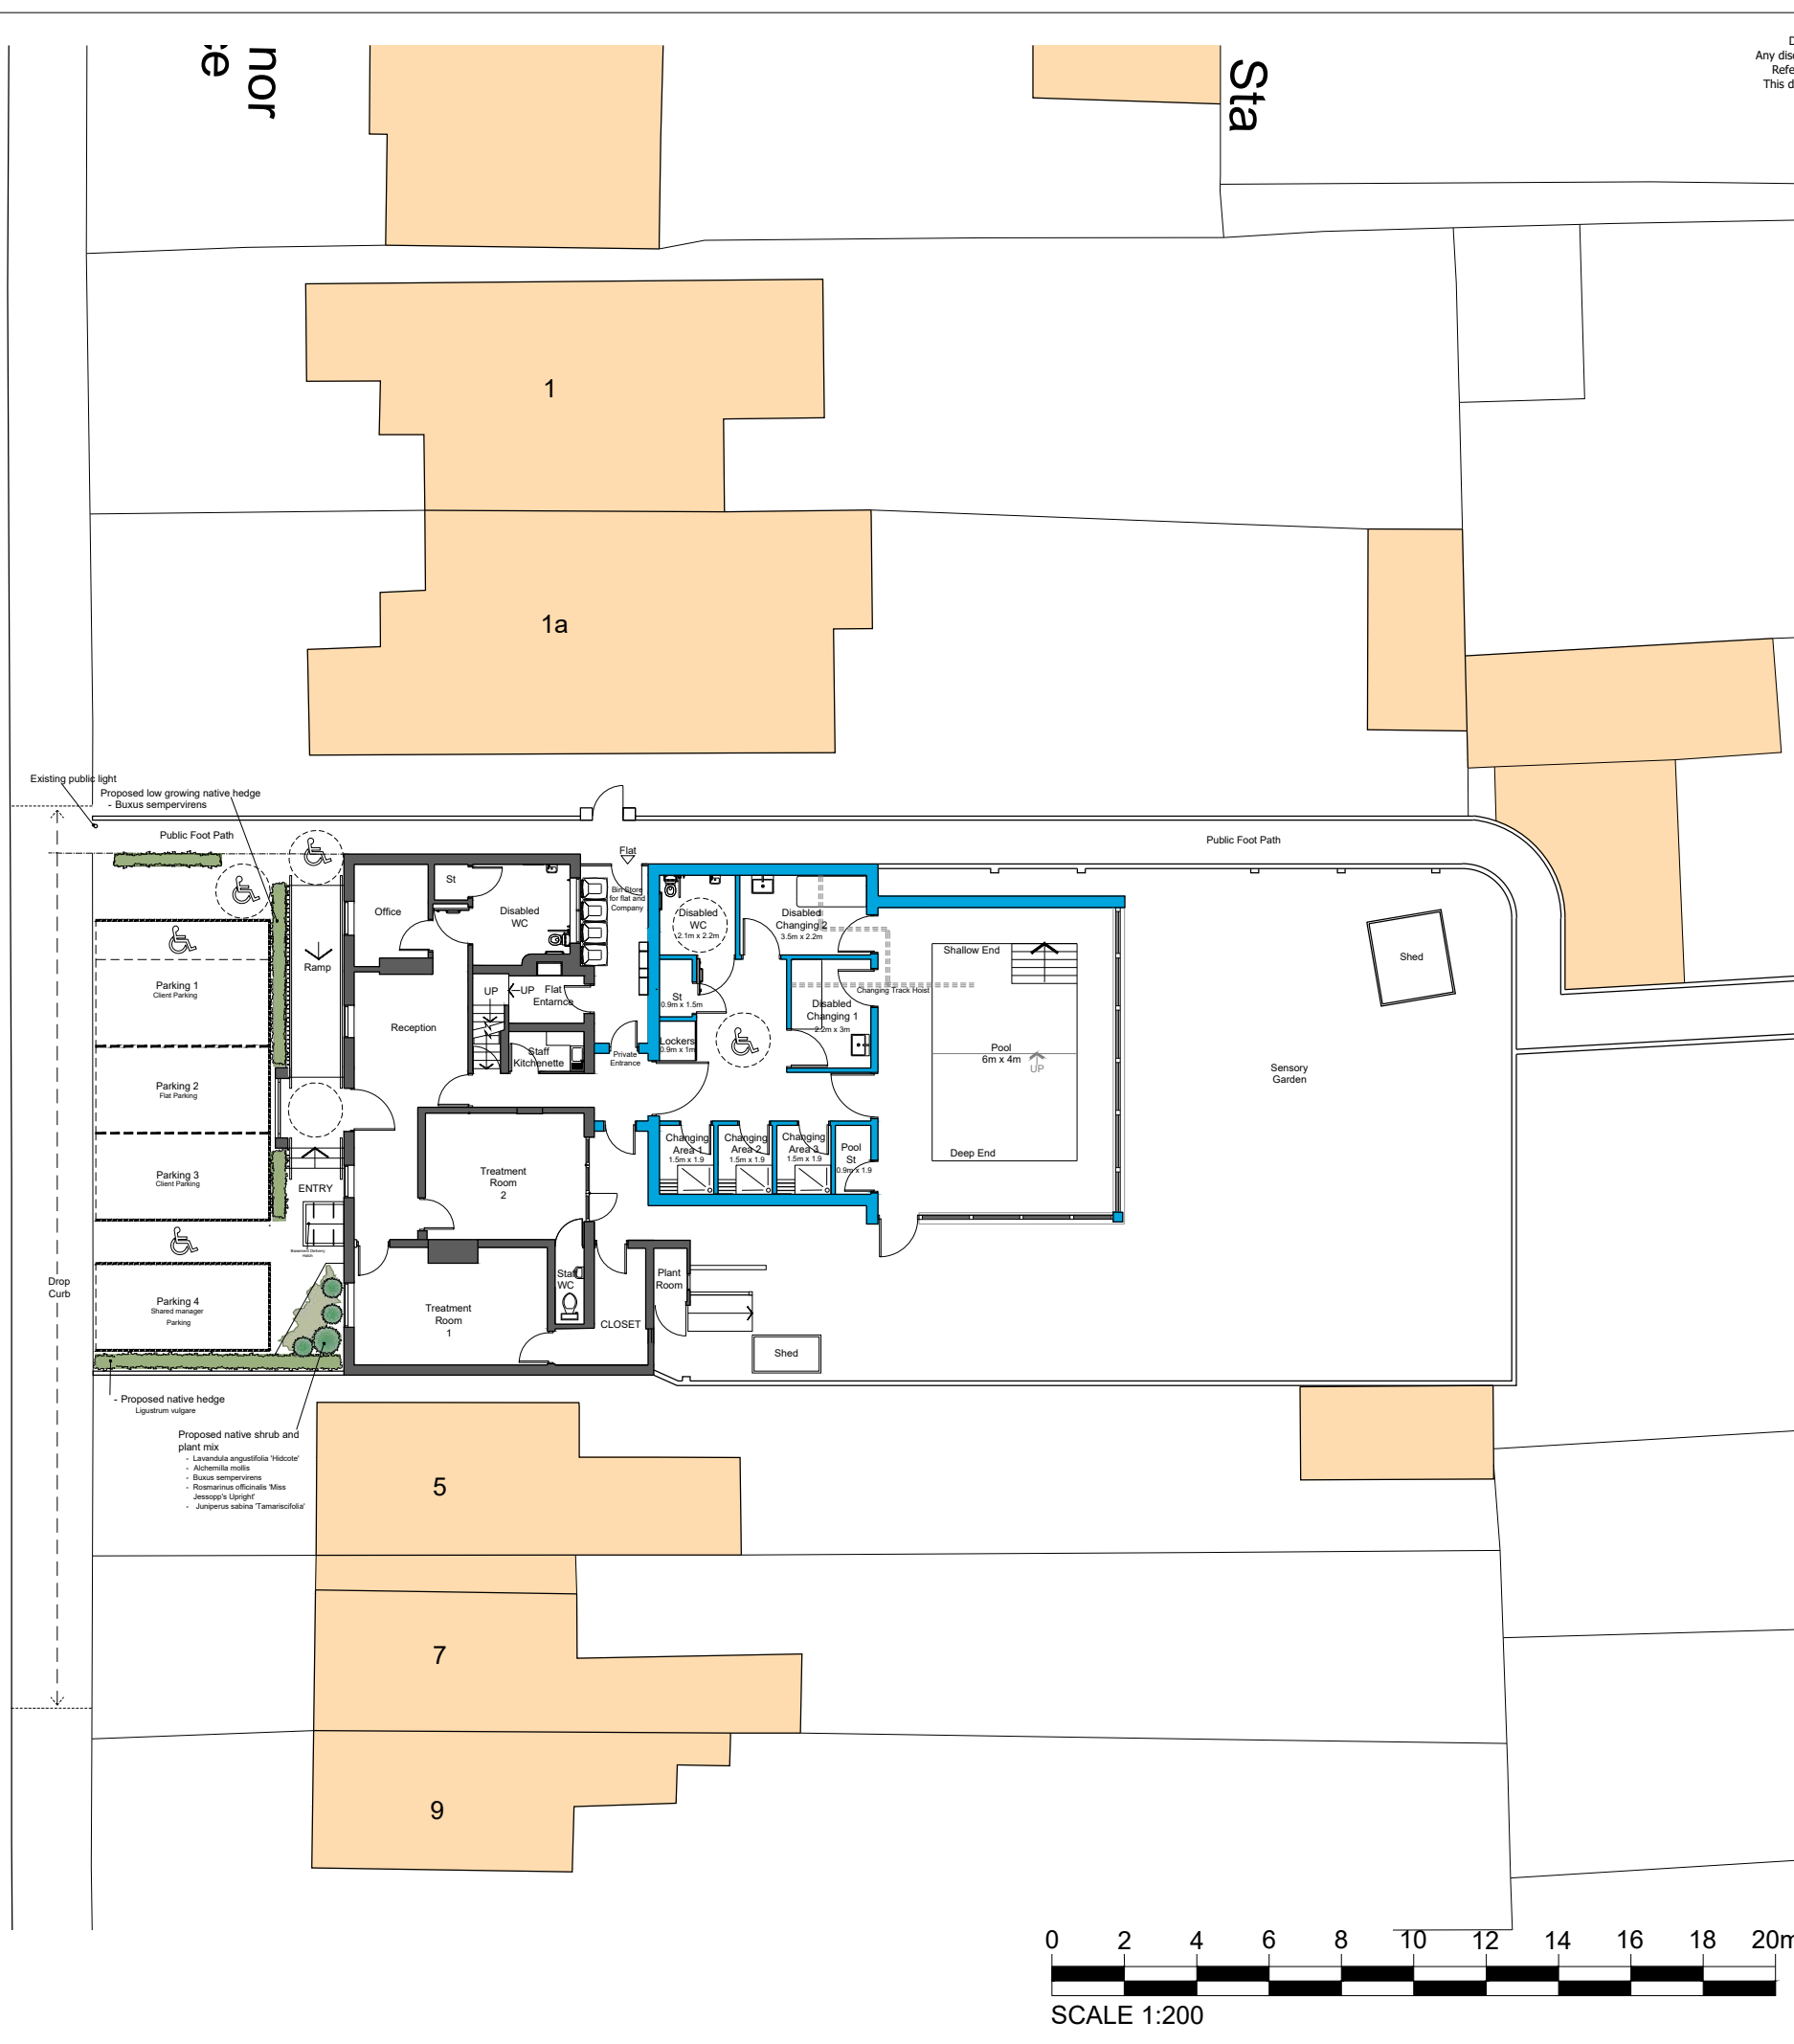 nor
Sta
1
1a
Existing public light
Proposed low growing native hedge
- Buxus sempervirens
Public Foot Path
Public Foot Path
Flat
Bin Store
for flat and
Company
St
Office
Disabled
WC
Disabled
WC
2.1m x 2.2m
Disabled
Changing 2
3.5m x 2.2m
Shallow End
Shed
Ramp
UP
UP
Flat
Entarnce
St
0.9m x 1.5m
Changing Track Hoist
Disabled
Changing 1
2.2m x 3m
Parking 1
Client Parking
Reception
Staff
Kitchenette
Private
Entrance
Lockers
0.9m x 1m
Pool
6m x 4m
UP
Sensory
Garden
Parking 2
Flat Parking
Changing
Area 1
1.5m x 1.9
Changing
Area 2
1.5m x 1.9
Changing
Area 3
1.5m x 1.9
Pool
St
0.9m x 1.9
Deep End
Parking 3
Client Parking
ENTRY
Treatment
Room
2
Basement Delivery
Hatch
Staff
WC
Plant
Room
Drop
Curb
Parking 4
Shared manager
Parking
Treatment
Room
1
CLOSET
Shed
- Proposed native hedge
Ligustrum vulgare
Proposed native shrub and
plant mix
- Lavandula angustifolia 'Hidcote'
- Alchemilla mollis
- Buxus sempervirens
- Rosmarinus officinalis 'Miss
Jessopp's Upright'
- Juniperus sabina 'Tamariscifolia'
5
7
9
0 2 4 6 8 10 12 14 16 18 20m
SCALE 1:200